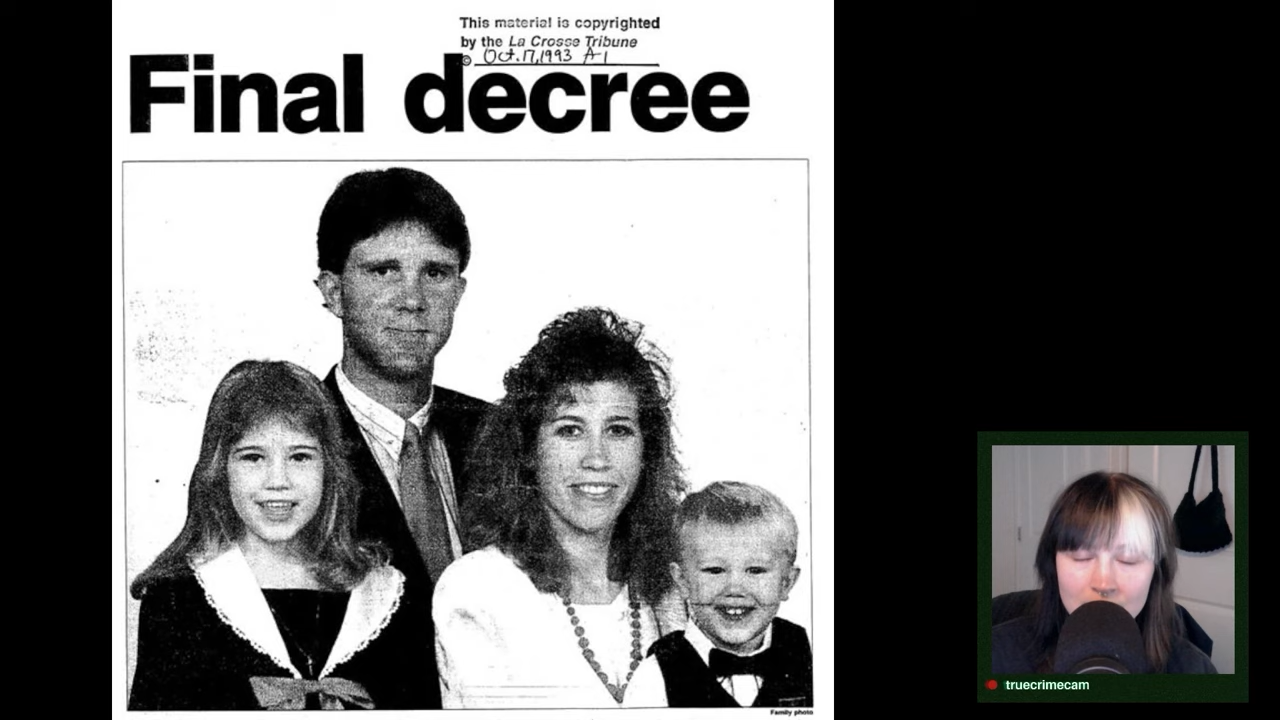 This material is copyrighted
by the La Crosse Tribune
© Oct. 17, 1993 A1
Final decree
Family photo
truecrimecam